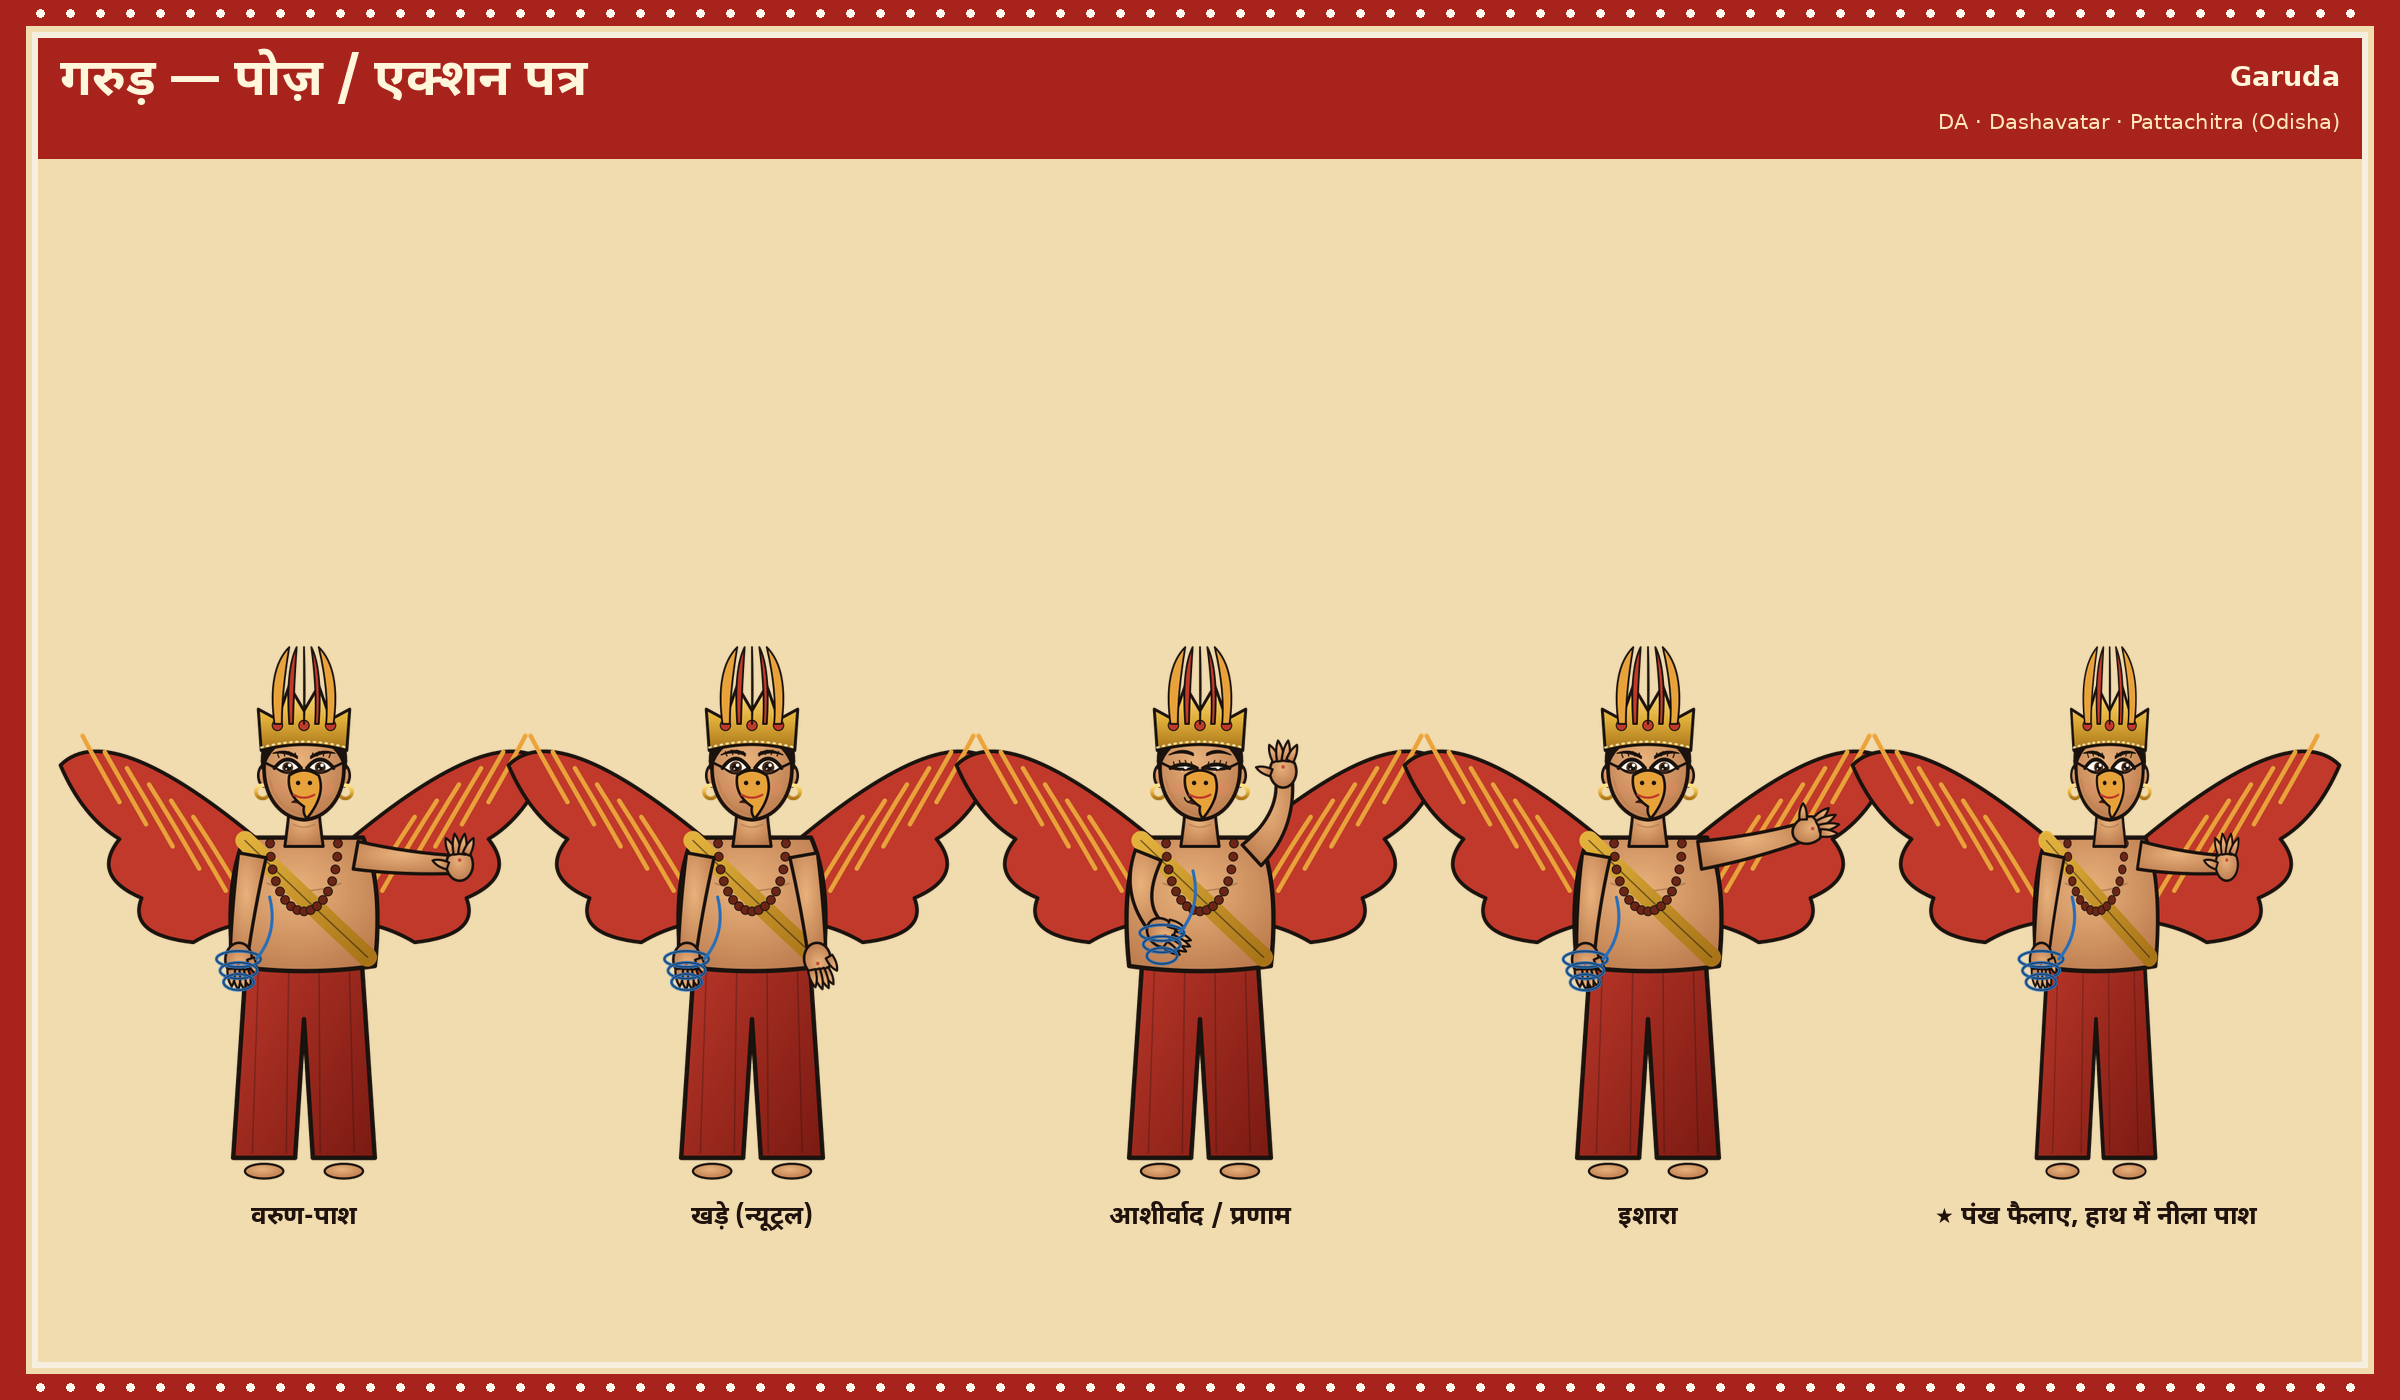 गरुड़ — पोज़ / एक्शन पत्र
Garuda
DA · Dashavatar · Pattachitra (Odisha)
वरुण-पाश
खड़े (न्यूट्रल)
आशीर्वाद / प्रणाम
इशारा
★ पंख फैलाए, हाथ में नीला पाश